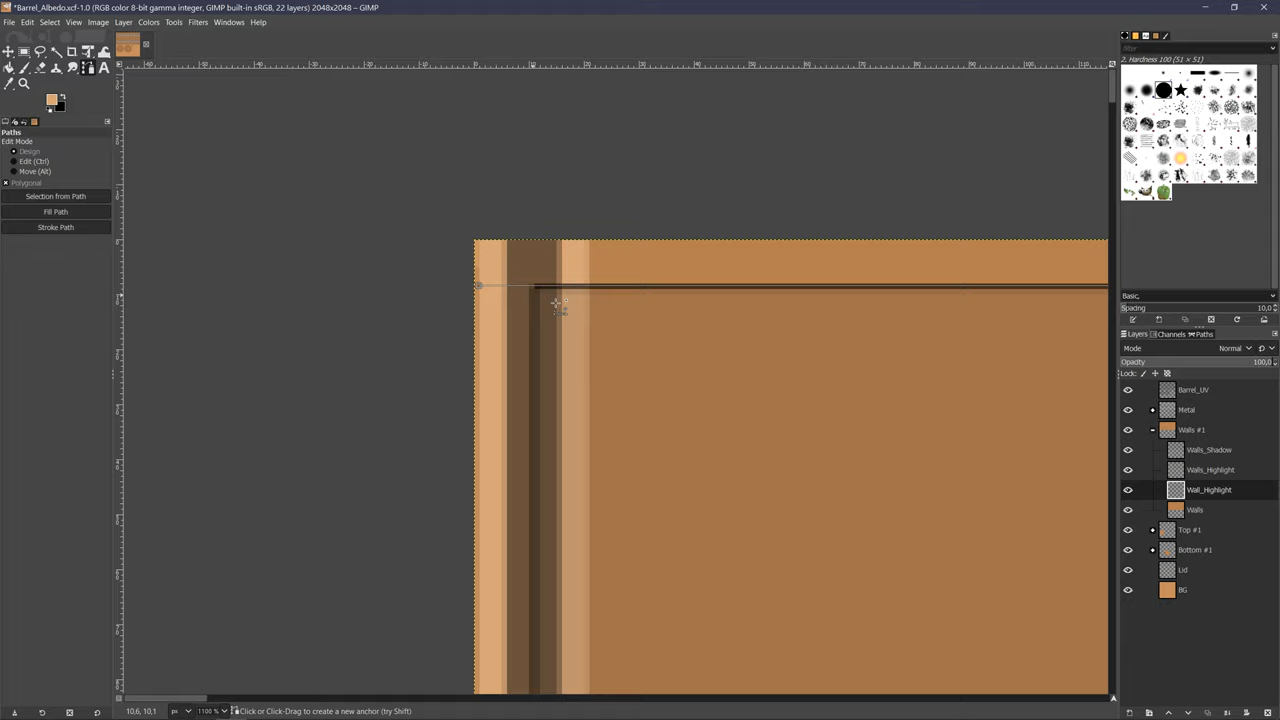 *Barrel_Albedo.xcf-1.0 (RGB color 8-bit gamma integer, GIMP built-in sRGB, 22 layers) 2048x2048 – GIMP
File Edit Select View Image Layer Colors Tools Filters Windows Help
filter
2. Hardness 100 (51 × 51)
Paths
Edit Mode
Design
Edit (Ctrl)
Move (Alt)
Polygonal
Selection from Path
Fill Path
Stroke Path
Basic,
Spacing 10,0
Layers Channels Paths
Mode Normal
Opacity 100,0
Lock:
Barrel_UV
Metal
Walls #1
Walls_Shadow
Walls_Highlight
Wall_Highlight
Walls
Top #1
Bottom #1
Lid
BG
10,6, 10,1 px 1100 % Click or Click-Drag to create a new anchor (try Shift)